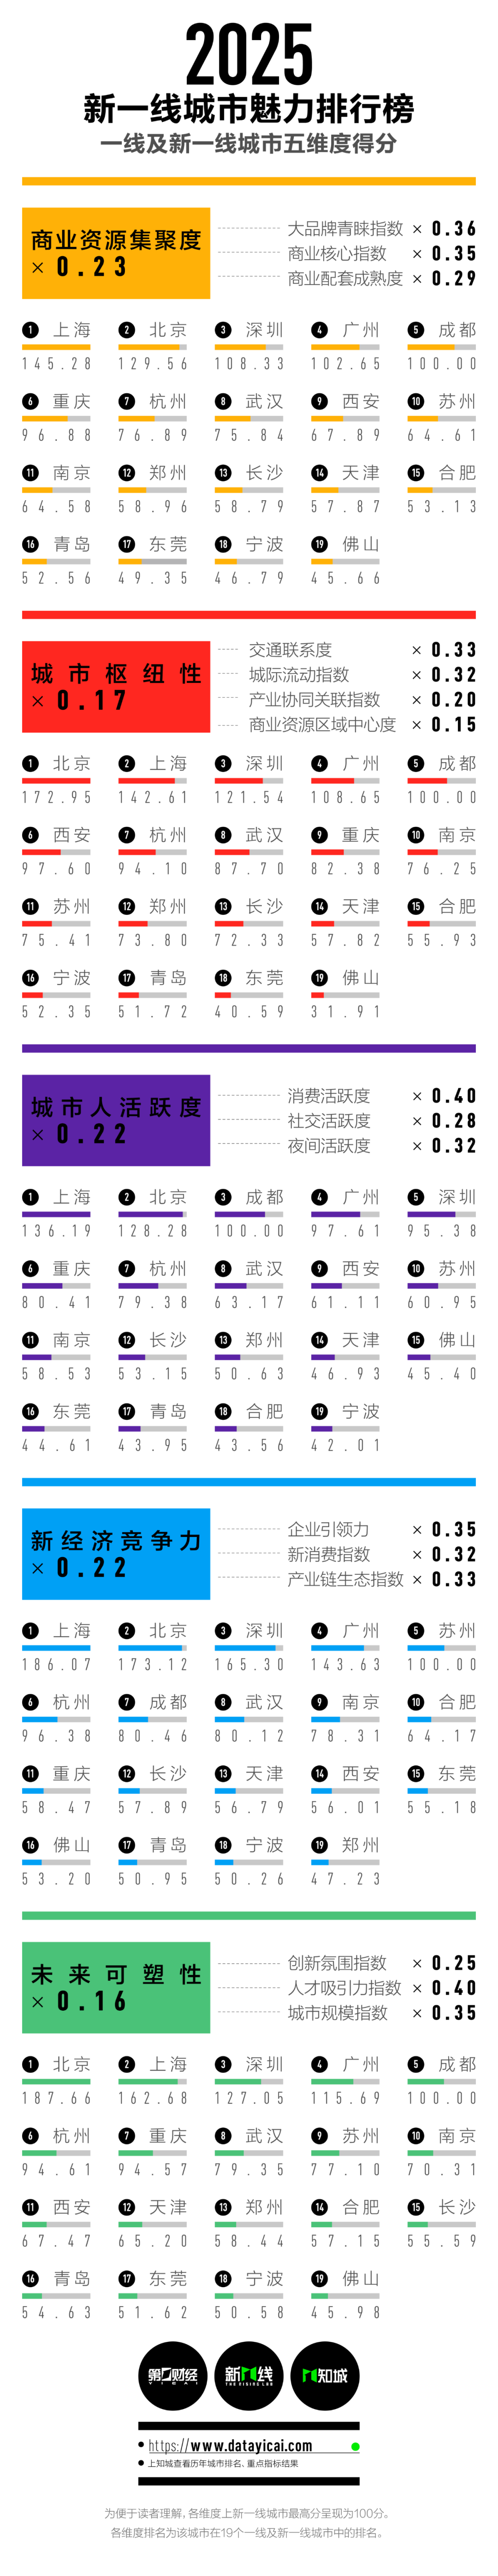 2025
新一线城市魅力排行榜
一线及新一线城市五维度得分
商业资源集聚度
× 0.23
大品牌青睐指数 × 0.36
商业核心指数 × 0.35
商业配套成熟度 × 0.29
1 上海 2 北京 3 深圳 4 广州 5 成都
145.28 129.56 108.33 102.65 100.00
6 重庆 7 杭州 8 武汉 9 西安 10 苏州
96.88 76.89 75.84 67.89 64.61
11 南京 12 郑州 13 长沙 14 天津 15 合肥
64.58 58.96 58.79 57.87 53.13
16 青岛 17 东莞 18 宁波 19 佛山
52.56 49.35 46.79 45.66
城市枢纽性
× 0.17
交通联系度 × 0.33
城际流动指数 × 0.32
产业协同关联指数 × 0.20
商业资源区域中心度 × 0.15
1 北京 2 上海 3 深圳 4 广州 5 成都
172.95 142.61 121.54 108.65 100.00
6 西安 7 杭州 8 武汉 9 重庆 10 南京
97.60 94.10 87.70 82.38 76.25
11 苏州 12 郑州 13 长沙 14 天津 15 合肥
75.41 73.80 72.33 57.82 55.93
16 宁波 17 青岛 18 东莞 19 佛山
52.35 51.72 40.59 31.91
城市人活跃度
× 0.22
消费活跃度 × 0.40
社交活跃度 × 0.28
夜间活跃度 × 0.32
1 上海 2 北京 3 成都 4 广州 5 深圳
136.19 128.28 100.00 97.61 95.38
6 重庆 7 杭州 8 武汉 9 西安 10 苏州
80.41 79.38 63.17 61.11 60.95
11 南京 12 长沙 13 郑州 14 天津 15 佛山
58.53 53.15 50.63 46.93 45.40
16 东莞 17 青岛 18 合肥 19 宁波
44.61 43.95 43.56 42.01
新经济竞争力
× 0.22
企业引领力 × 0.35
新消费指数 × 0.32
产业链生态指数 × 0.33
1 上海 2 北京 3 深圳 4 广州 5 苏州
186.07 173.12 165.30 143.63 100.00
6 杭州 7 成都 8 武汉 9 南京 10 合肥
96.38 80.46 80.12 78.31 64.17
11 重庆 12 长沙 13 天津 14 西安 15 东莞
58.47 57.89 56.79 56.01 55.18
16 佛山 17 青岛 18 宁波 19 郑州
53.20 50.95 50.26 47.23
未来可塑性
× 0.16
创新氛围指数 × 0.25
人才吸引力指数 × 0.40
城市规模指数 × 0.35
1 北京 2 上海 3 深圳 4 广州 5 成都
187.66 162.68 127.05 115.69 100.00
6 杭州 7 重庆 8 武汉 9 苏州 10 南京
94.61 94.57 79.35 77.10 70.31
11 西安 12 天津 13 郑州 14 合肥 15 长沙
67.47 65.20 58.44 57.15 55.59
16 青岛 17 东莞 18 宁波 19 佛山
54.63 51.62 50.58 45.98
第一财经 新一线 知城
YICAI THE RISING LAB
https://www.datayicai.com
上知城查看历年城市排名、重点指标结果
为便于读者理解,各维度上新一线城市最高分呈现为100分。
各维度排名为该城市在19个一线及新一线城市中的排名。